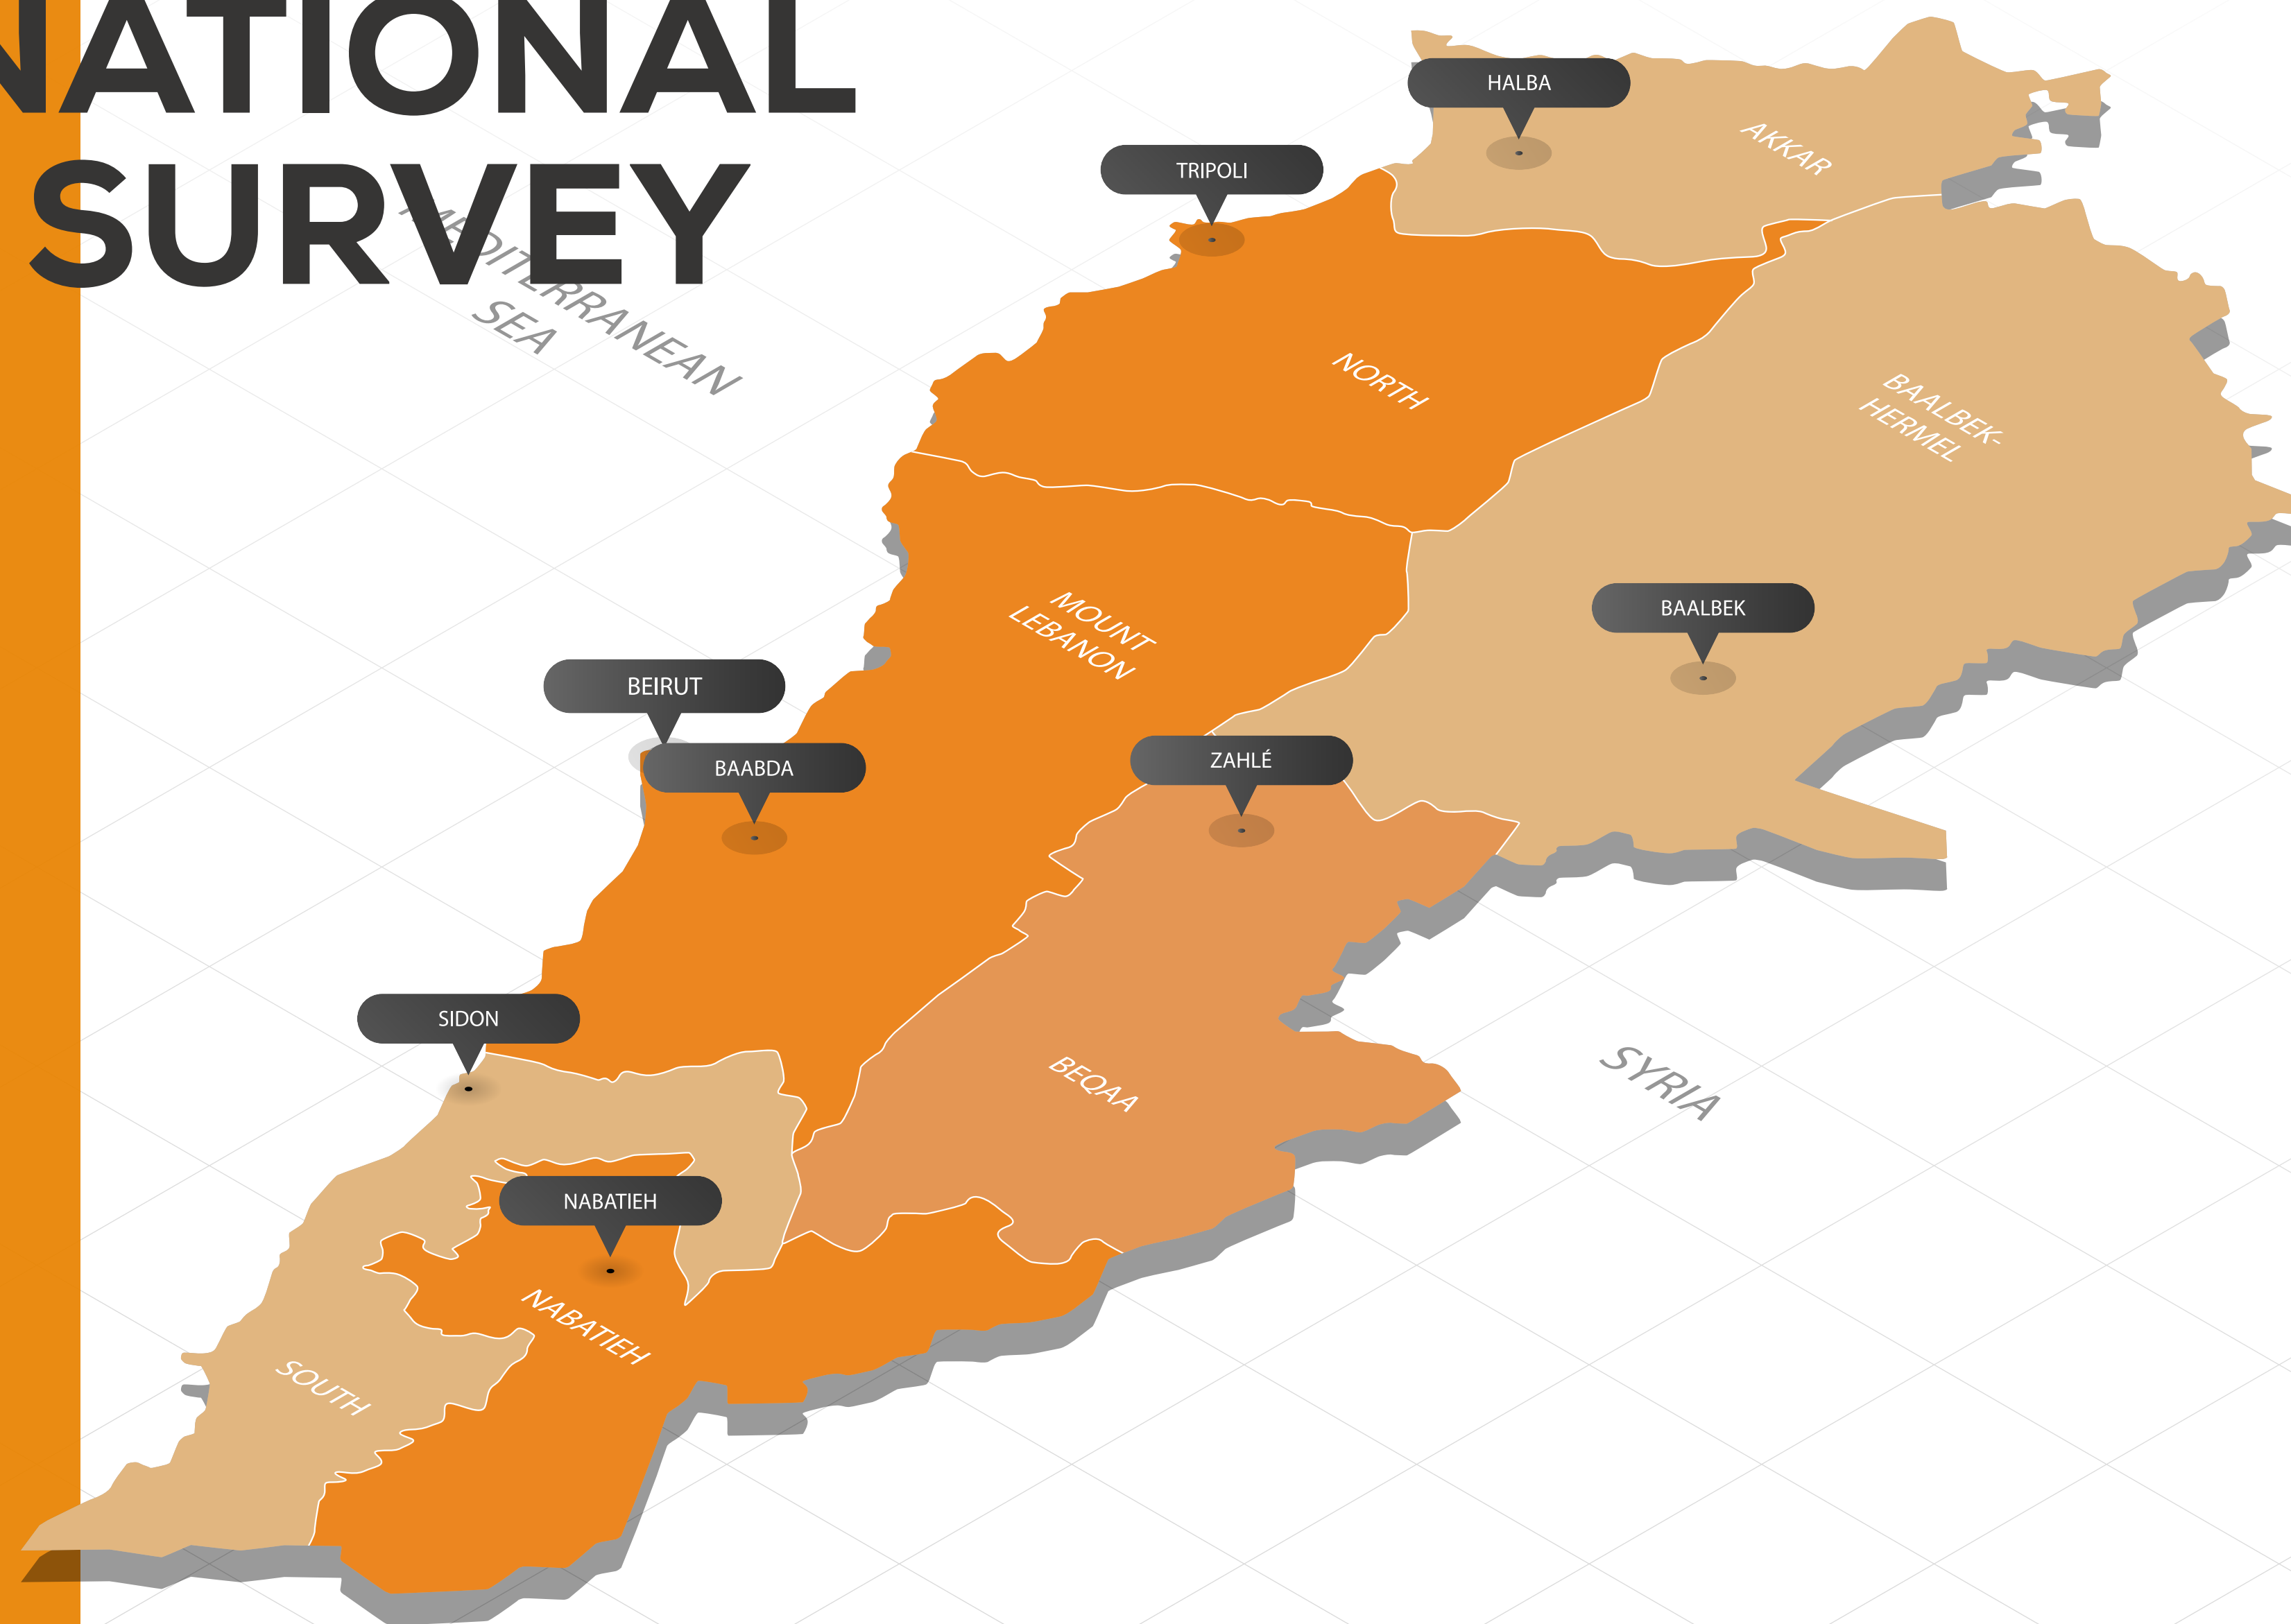 NATIONAL
SURVEY
MEDITERRANEAN
SEA
HALBA
AKKAR
TRIPOLI
NORTH
BAALBEK-
HERMEL
MOUNT
LEBANON
BAALBEK
BEIRUT
BAABDA
ZAHLÉ
SIDON
BEQAA
SYRIA
NABATIEH
NABATIEH
SOUTH